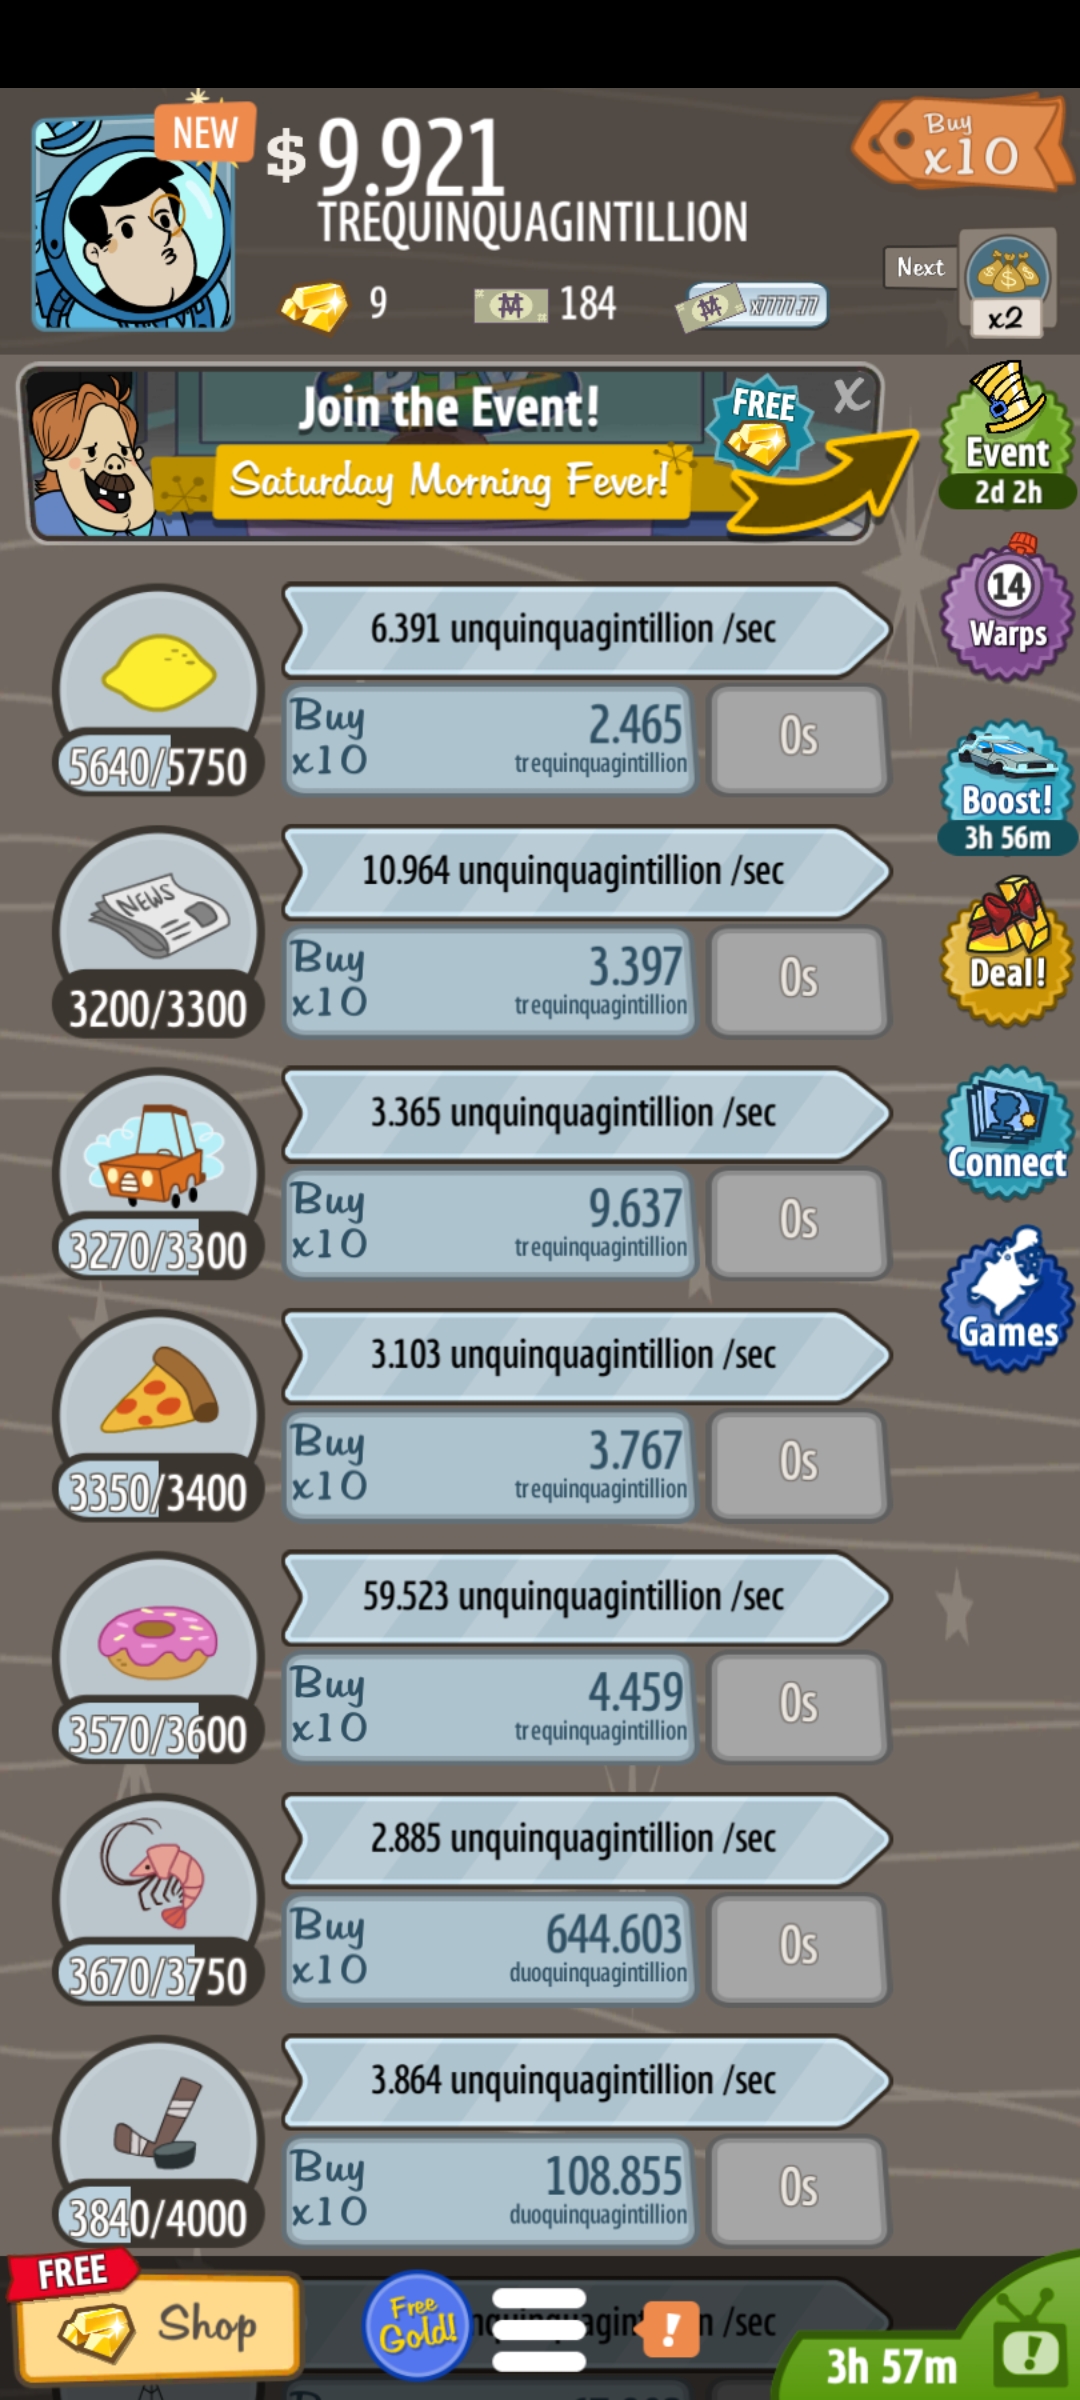 NEW
$ 9.921
TREQUINQUAGINTILLION
Buy
x10
9
184
x7777.77
Next
x2
Join the Event!
Saturday Morning Fever!
FREE
X
Event
2d 2h
14
Warps
Boost!
3h 56m
Deal!
Connect
Games
6.391 unquinquagintillion /sec
5640/5750
Buy
x10
2.465
trequinquagintillion
0s
10.964 unquinquagintillion /sec
NEWS
3200/3300
Buy
x10
3.397
trequinquagintillion
0s
3.365 unquinquagintillion /sec
3270/3300
Buy
x10
9.637
trequinquagintillion
0s
3.103 unquinquagintillion /sec
3350/3400
Buy
x10
3.767
trequinquagintillion
0s
59.523 unquinquagintillion /sec
3570/3600
Buy
x10
4.459
trequinquagintillion
0s
2.885 unquinquagintillion /sec
3670/3750
Buy
x10
644.603
duoquinquagintillion
0s
3.864 unquinquagintillion /sec
3840/4000
Buy
x10
108.855
duoquinquagintillion
0s
FREE
Shop
Free
Gold!
!
/sec
3h 57m
!
Buy